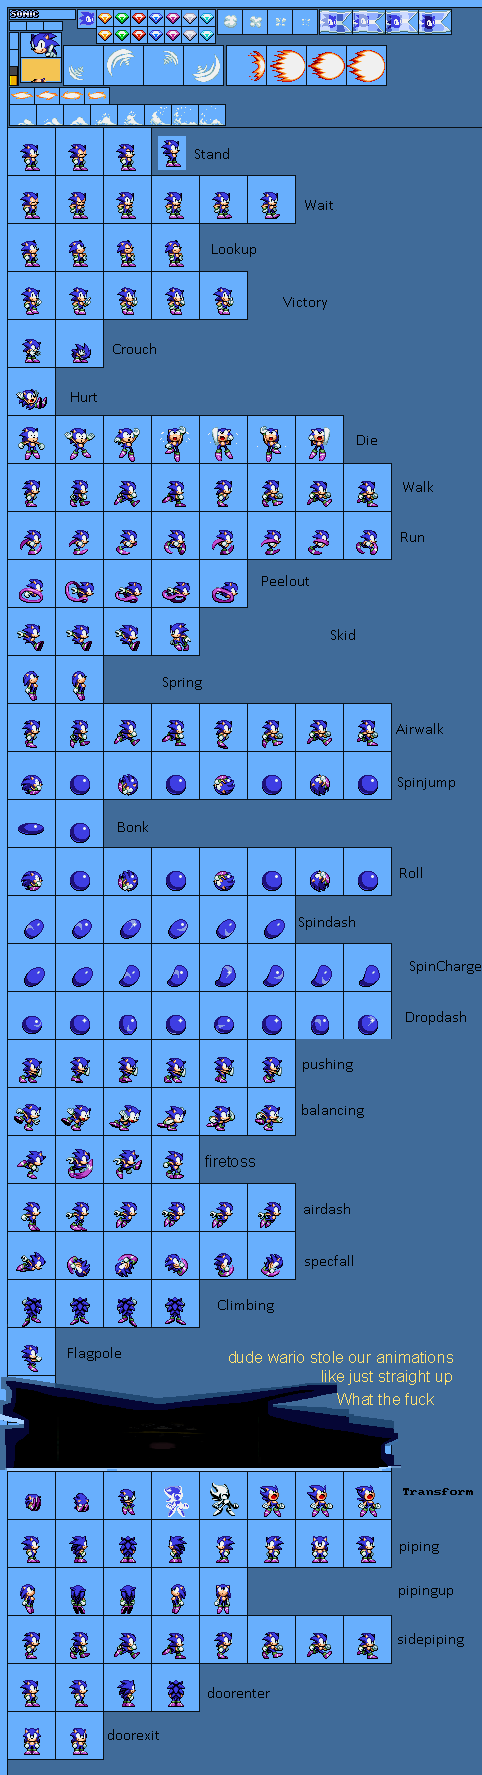 SONIC
Stand
Wait
Lookup
Victory
Crouch
Hurt
Die
Walk
Run
Peelout
Skid
Spring
Airwalk
Spinjump
Bonk
Roll
Spindash
SpinCharge
Dropdash
pushing
balancing
firetoss
airdash
specfall
Climbing
Flagpole
dude wario stole our animations
like just straight up
What the fuck
Transform
piping
pipingup
sidepiping
doorenter
doorexit